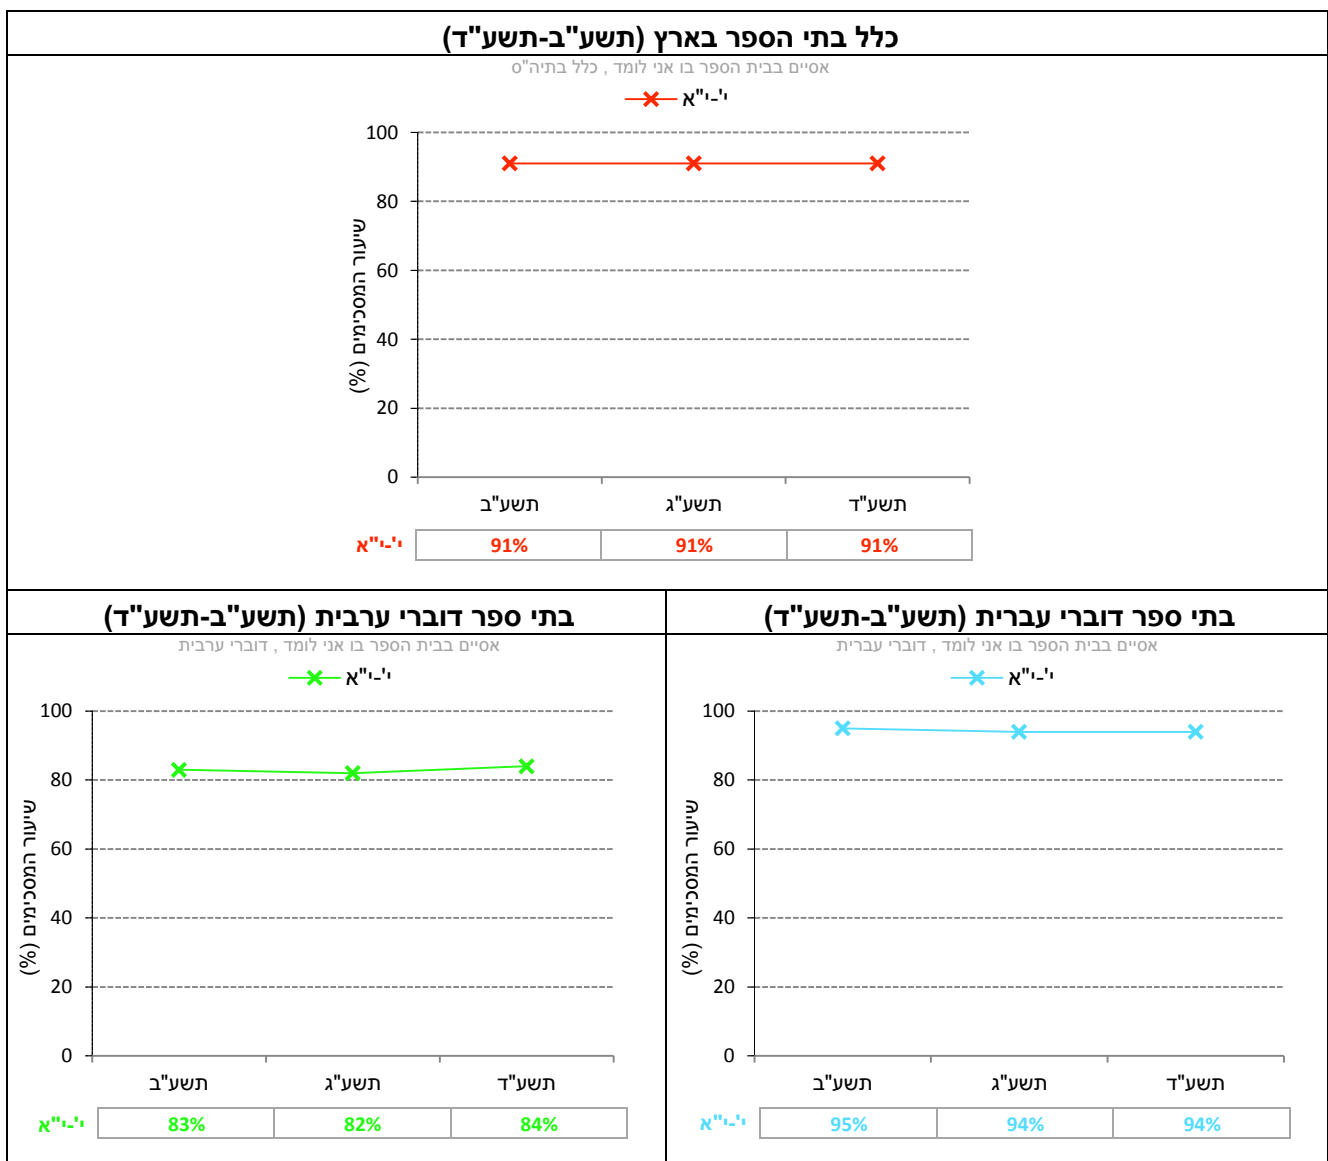 כלל בתי הספר בארץ (תשע"ב-תשע"ד)
אסיים בבית הספר בו אני לומד , כלל בתיה"ס
י'-י"א
שיעור המסכימים (%)
100
80
60
40
20
0
תשע"ב תשע"ג תשע"ד
י'-י"א 91% 91% 91%
בתי ספר דוברי עברית (תשע"ב-תשע"ד)
אסיים בבית הספר בו אני לומד , דוברי עברית
י'-י"א
שיעור המסכימים (%)
100
80
60
40
20
0
תשע"ב תשע"ג תשע"ד
י'-י"א 95% 94% 94%
בתי ספר דוברי ערבית (תשע"ב-תשע"ד)
אסיים בבית הספר בו אני לומד , דוברי ערבית
י'-י"א
שיעור המסכימים (%)
100
80
60
40
20
0
תשע"ב תשע"ג תשע"ד
י'-י"א 83% 82% 84%